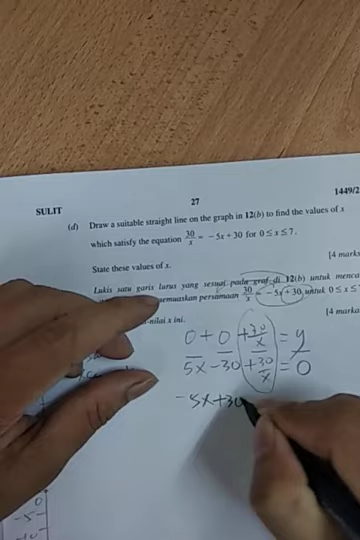 SULIT
27
1449/2
(d) Draw a suitable straight line on the graph in 12(b) to find the values of x
which satisfy the equation 30/x = −5x + 30 for 0 ≤ x ≤ 7.
[4 marks
State these values of x.
Lukis satu garis lurus yang sesuai pada graf di 12(b) untuk menca
memuaskan persamaan 30/x = −5x + 30 untuk 0 ≤ x ≤
[4 marka
-nilai x ini.
0 + 0 + 30/x = y
5x − 30 + 30/x = 0
−5x + 30
0
−5
−10